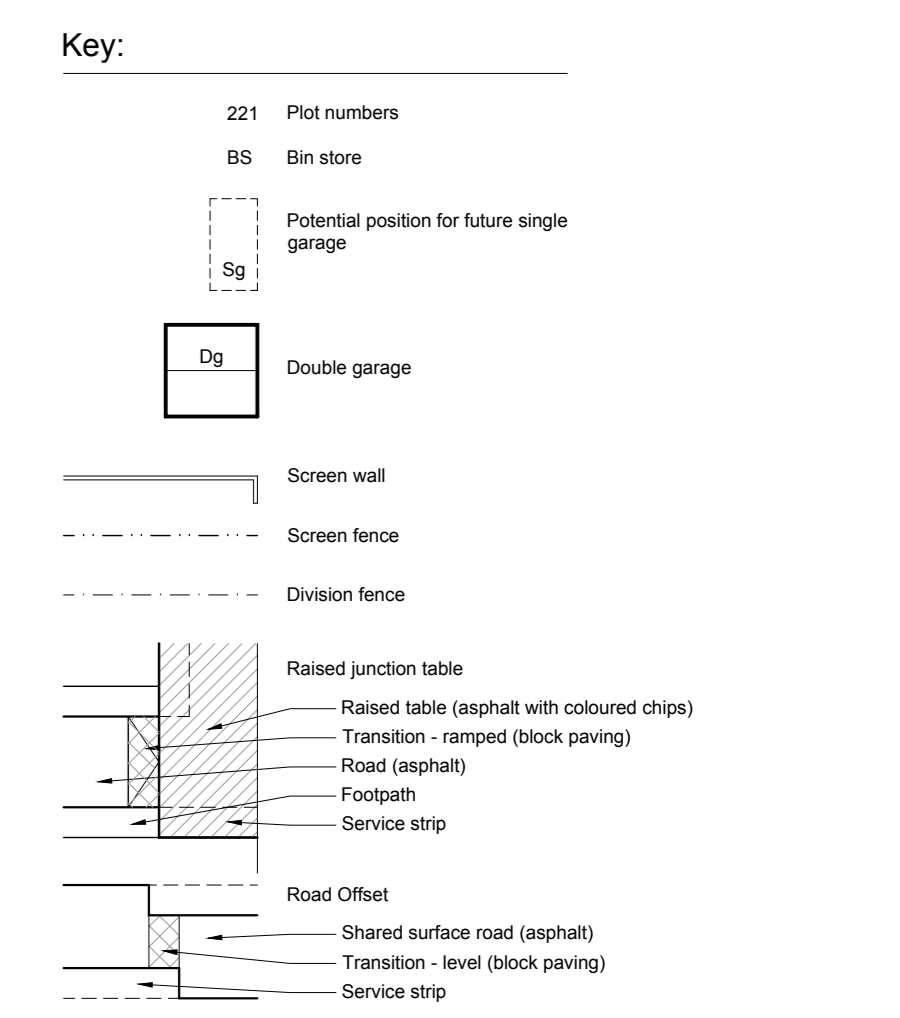 Key:
221 Plot numbers
BS Bin store
Potential position for future single
garage
Sg
Dg
Double garage
Screen wall
Screen fence
Division fence
Raised junction table
Raised table (asphalt with coloured chips)
Transition - ramped (block paving)
Road (asphalt)
Footpath
Service strip
Road Offset
Shared surface road (asphalt)
Transition - level (block paving)
Service strip